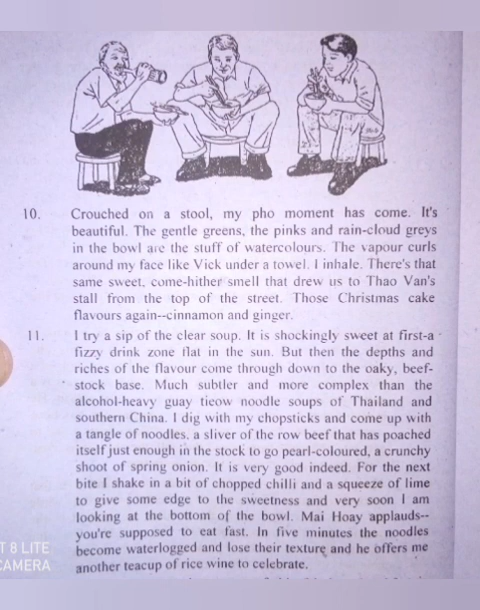 10. Crouched on a stool, my pho moment has come. It's
beautiful. The gentle greens, the pinks and rain-cloud greys
in the bowl are the stuff of watercolours. The vapour curls
around my face like Vick under a towel. I inhale. There's that
same sweet, come-hither smell that drew us to Thao Van's
stall from the top of the street. Those Christmas cake
flavours again--cinnamon and ginger.
11. I try a sip of the clear soup. It is shockingly sweet at first-a
fizzy drink zone flat in the sun. But then the depths and
riches of the flavour come through down to the oaky, beef-
stock base. Much subtler and more complex than the
alcohol-heavy guay tieow noodle soups of Thailand and
southern China. I dig with my chopsticks and come up with
a tangle of noodles, a sliver of the row beef that has poached
itself just enough in the stock to go pearl-coloured, a crunchy
shoot of spring onion. It is very good indeed. For the next
bite I shake in a bit of chopped chilli and a squeeze of lime
to give some edge to the sweetness and very soon I am
looking at the bottom of the bowl. Mai Hoay applauds--
you're supposed to eat fast. In five minutes the noodles
become waterlogged and lose their texture and he offers me
another teacup of rice wine to celebrate.
T 8 LITE
CAMERA